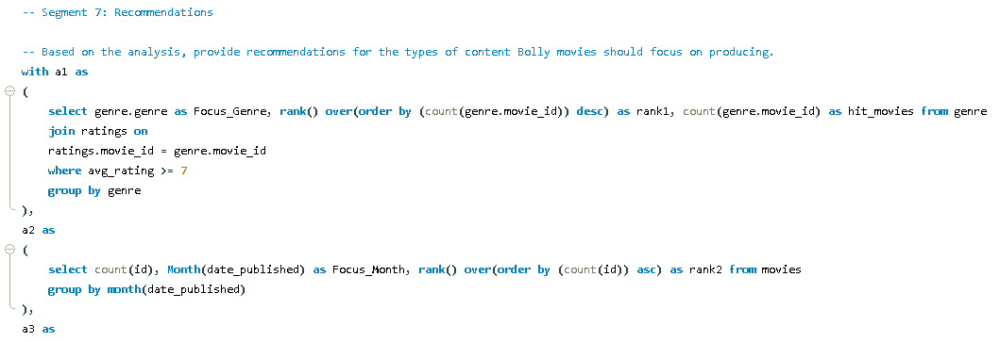 -- Segment 7: Recommendations
-- Based on the analysis, provide recommendations for the types of content Bolly movies should focus on producing.
with a1 as
(
select genre.genre as Focus_Genre, rank() over(order by (count(genre.movie_id)) desc) as rank1, count(genre.movie_id) as hit_movies from genre
join ratings on
ratings.movie_id = genre.movie_id
where avg_rating >= 7
group by genre
),
a2 as
(
select count(id), Month(date_published) as Focus_Month, rank() over(order by (count(id)) asc) as rank2 from movies
group by month(date_published)
),
a3 as